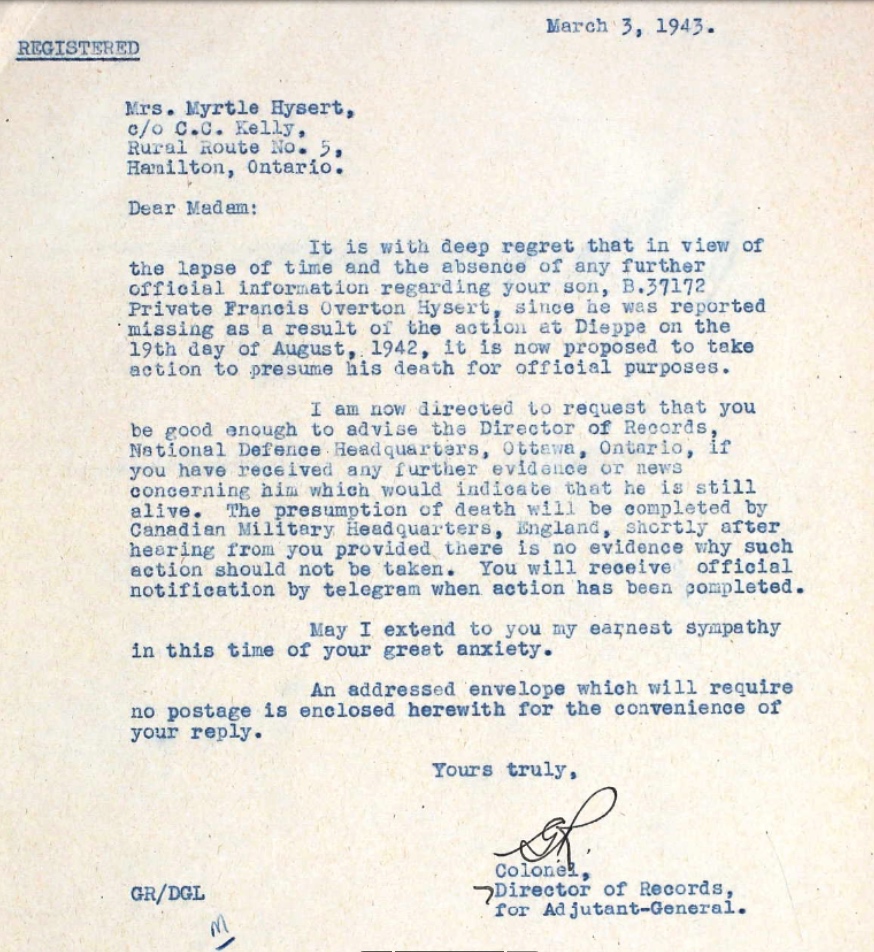 March 3, 1943.
REGISTERED
Mrs. Myrtle Hysert,
c/o C.C. Kelly,
Rural Route No. 5,
Hamilton, Ontario.
Dear Madam:
It is with deep regret that in view of
the lapse of time and the absence of any further
official information regarding your son, B.37172
Private Francis Overton Hysert, since he was reported
missing as a result of the action at Dieppe on the
19th day of August, 1942, it is now proposed to take
action to presume his death for official purposes.
I am now directed to request that you
be good enough to advise the Director of Records,
National Defence Headquarters, Ottawa, Ontario, if
you have received any further evidence or news
concerning him which would indicate that he is still
alive. The presumption of death will be completed by
Canadian Military Headquarters, England, shortly after
hearing from you provided there is no evidence why such
action should not be taken. You will receive official
notification by telegram when action has been completed.
May I extend to you my earnest sympathy
in this time of your great anxiety.
An addressed envelope which will require
no postage is enclosed herewith for the convenience of
your reply.
Yours truly,
GR.
Colonel,
GR/DGL
Director of Records,
for Adjutant-General.
M